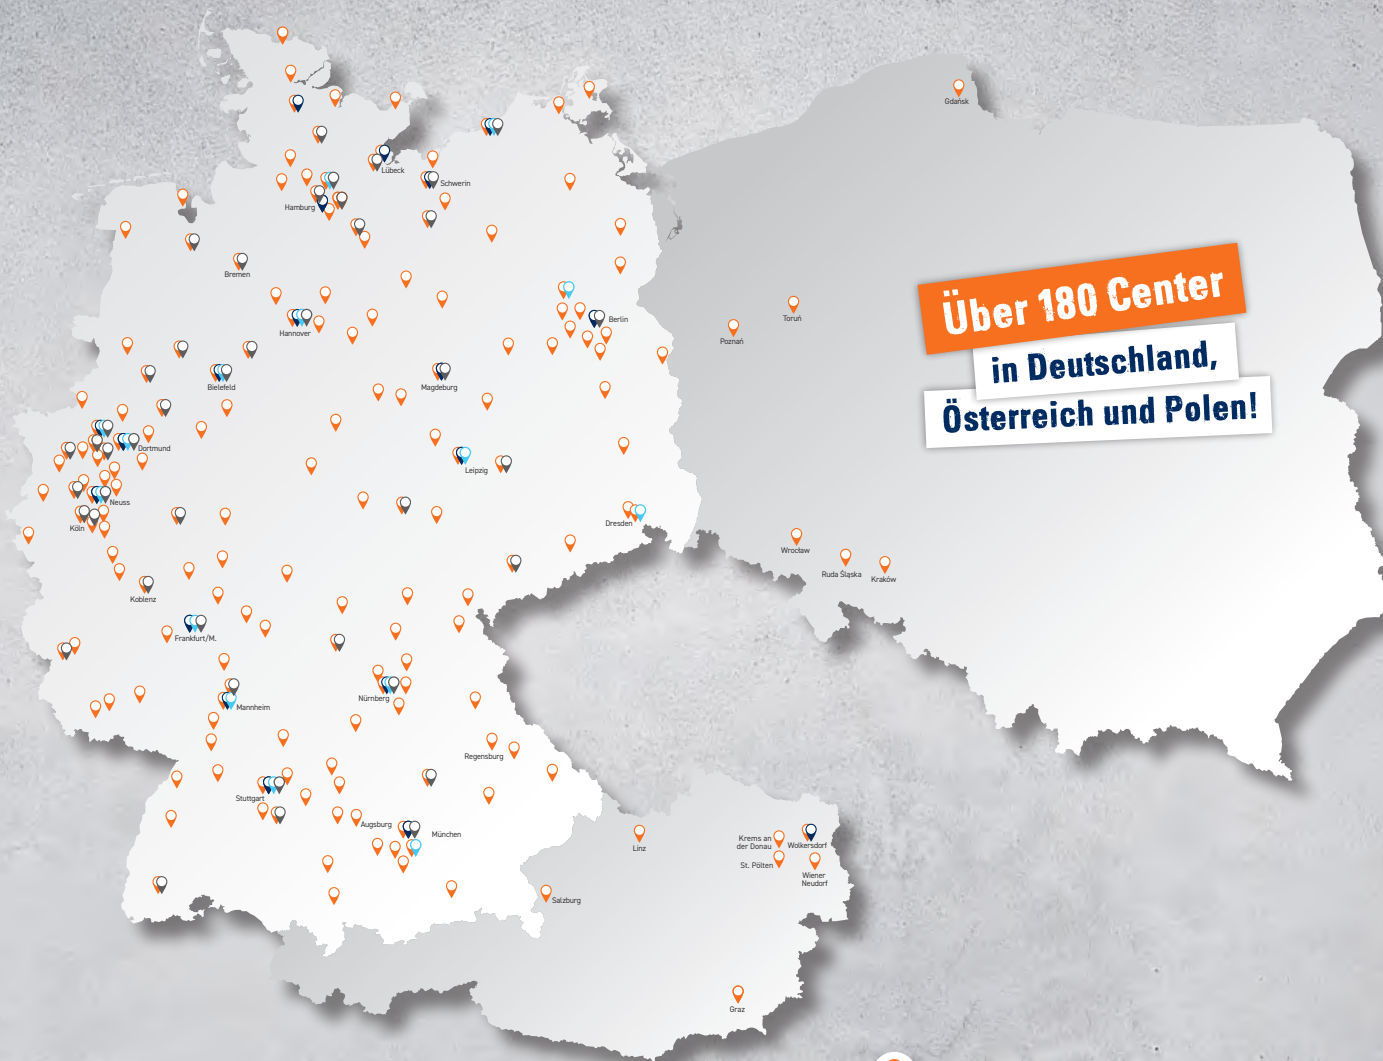 Gdańsk
Lübeck
Schwerin
Hamburg
Bremen
Über 180 Center
in Deutschland,
Österreich und Polen!
Toruń
Poznań
Berlin
Hannover
Bielefeld
Magdeburg
Dortmund
Leipzig
Neuss
Köln
Dresden
Wrocław
Ruda Śląska
Kraków
Koblenz
Frankfurt/M.
Nürnberg
Mannheim
Regensburg
Stuttgart
Augsburg
München
Linz
Krems an
der Donau
Wolkersdorf
St. Pölten
Wiener
Neudorf
Salzburg
Graz